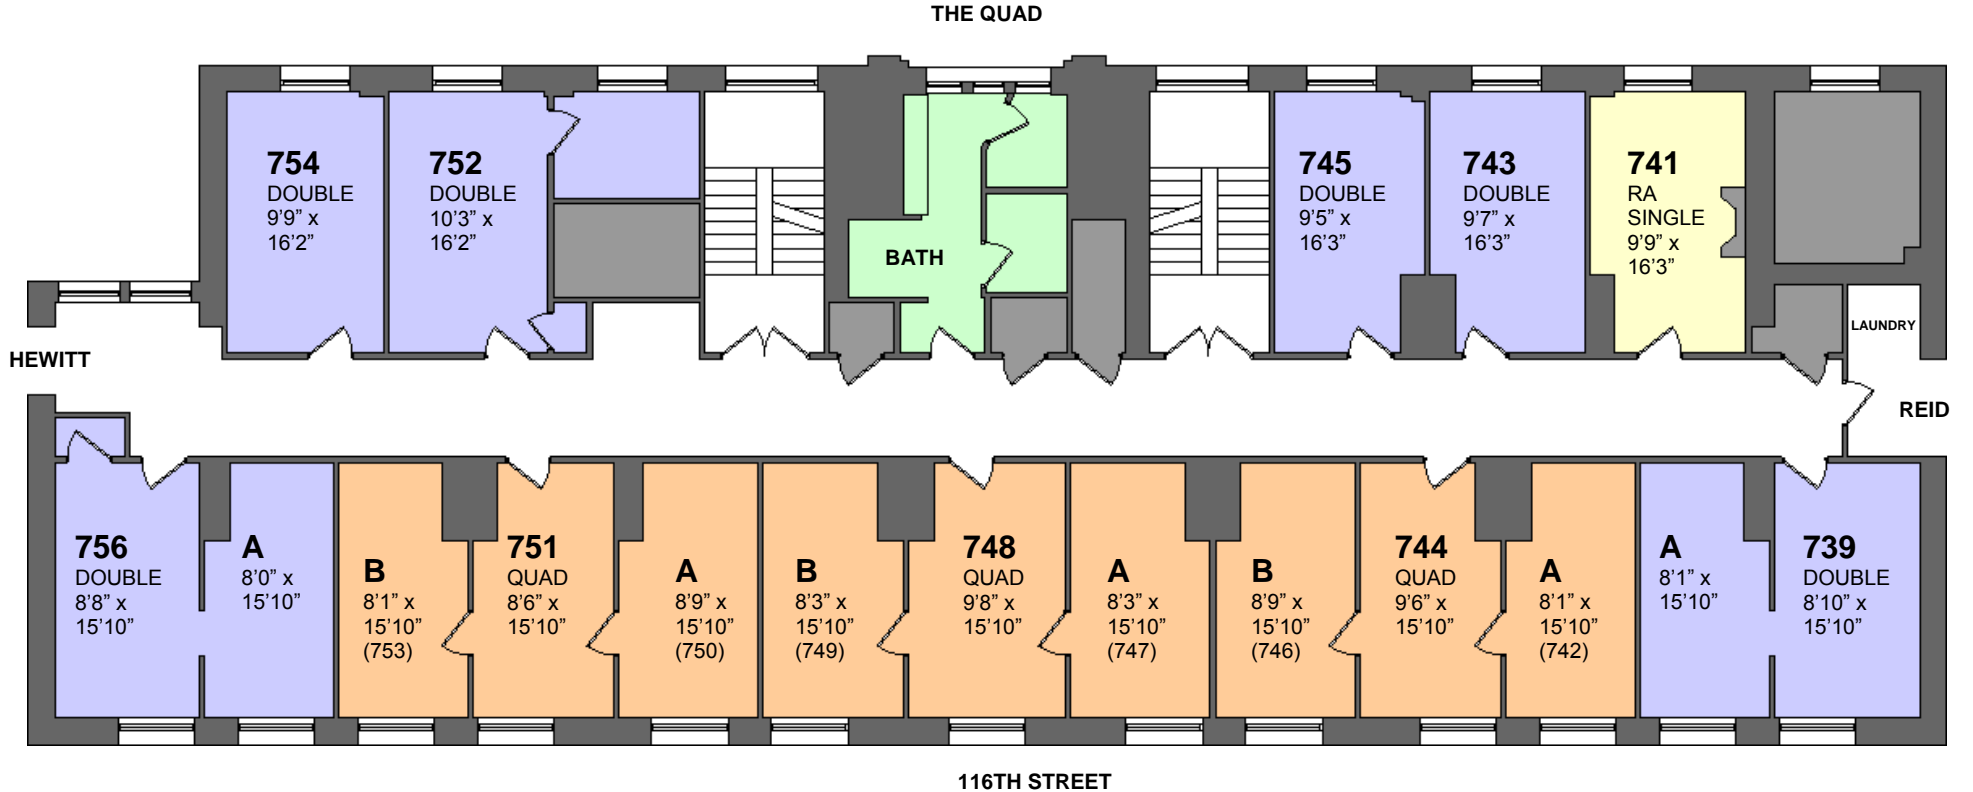 THE QUAD
754
DOUBLE
9’9” x
16’2”
752
DOUBLE
10’3” x
16’2”
BATH
745
DOUBLE
9’5” x
16’3”
743
DOUBLE
9’7” x
16’3”
741
RA
SINGLE
9’9” x
16’3”
LAUNDRY
HEWITT
REID
756
DOUBLE
8’8” x
15’10”
A
8’0” x
15’10”
B
8’1” x
15’10”
(753)
751
QUAD
8’6” x
15’10”
A
8’9” x
15’10”
(750)
B
8’3” x
15’10”
(749)
748
QUAD
9’8” x
15’10”
A
8’3” x
15’10”
(747)
B
8’9” x
15’10”
(746)
744
QUAD
9’6” x
15’10”
A
8’1” x
15’10”
(742)
A
8’1” x
15’10”
739
DOUBLE
8’10” x
15’10”
116TH STREET